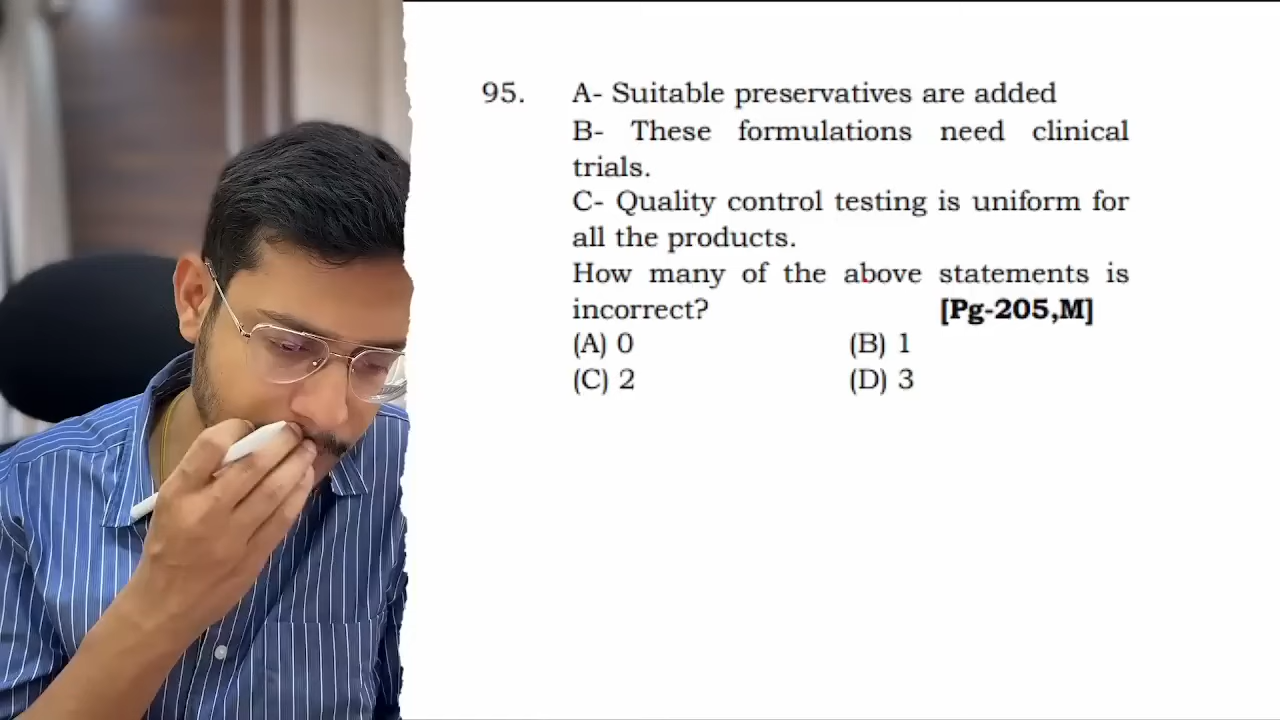 95. A- Suitable preservatives are added
B- These formulations need clinical
trials.
C- Quality control testing is uniform for
all the products.
How many of the above statements is
incorrect? [Pg-205,M]
(A) 0 (B) 1
(C) 2 (D) 3